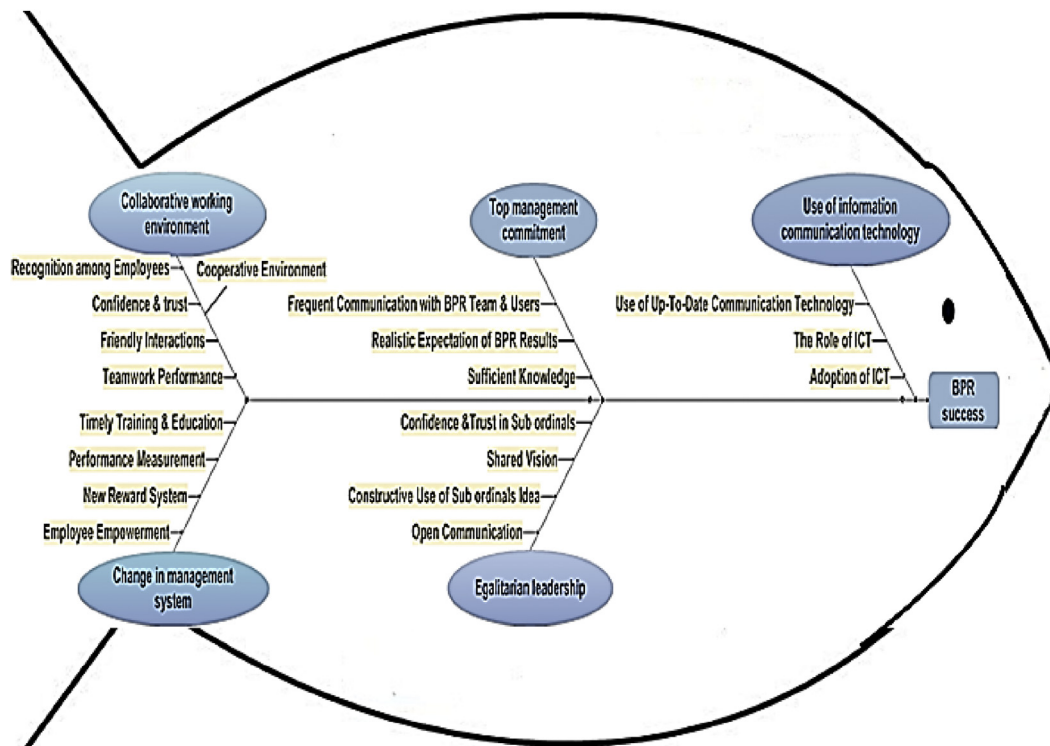 Collaborative working
environment
Top management
commitment
Use of information
communication technology
Recognition among Employees
Cooperative Environment
Confidence & trust
Friendly Interactions
Teamwork Performance
Frequent Communication with BPR Team & Users
Realistic Expectation of BPR Results
Sufficient Knowledge
Use of Up-To-Date Communication Technology
The Role of ICT
Adoption of ICT
BPR
success
Timely Training & Education
Performance Measurement
New Reward System
Employee Empowerment
Confidence &Trust in Sub ordinals
Shared Vision
Constructive Use of Sub ordinals Idea
Open Communication
Change in management
system
Egalitarian leadership